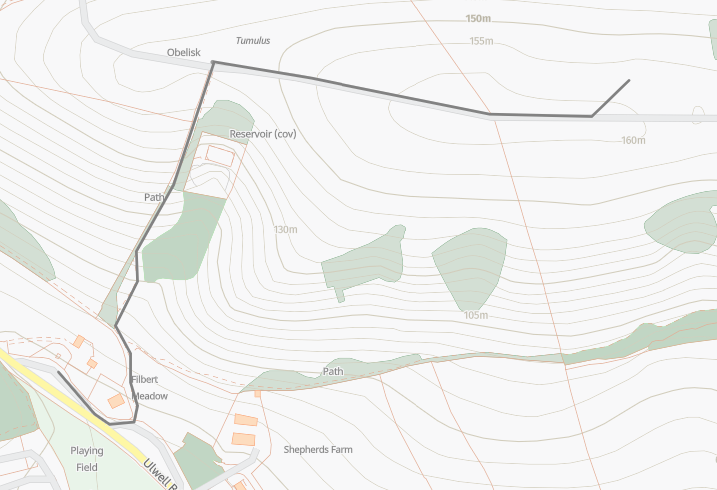 150m
155m
Tumulus
Obelisk
Reservoir (cov)
160m
Path
130m
105m
Path
Filbert
Meadow
Playing
Field
Shepherds Farm
Ulwell R